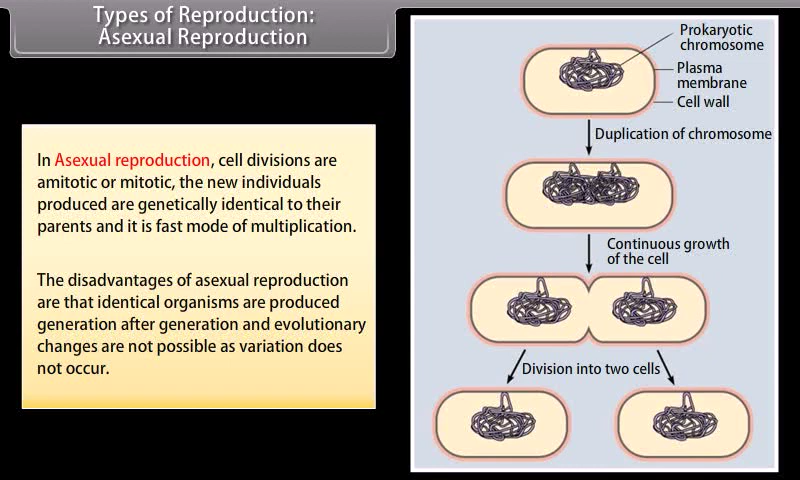 Types of Reproduction:
Asexual Reproduction
In Asexual reproduction, cell divisions are
amitotic or mitotic, the new individuals
produced are genetically identical to their
parents and it is fast mode of multiplication.
The disadvantages of asexual reproduction
are that identical organisms are produced
generation after generation and evolutionary
changes are not possible as variation does
not occur.
Prokaryotic
chromosome
Plasma
membrane
Cell wall
Duplication of chromosome
Continuous growth
of the cell
Division into two cells